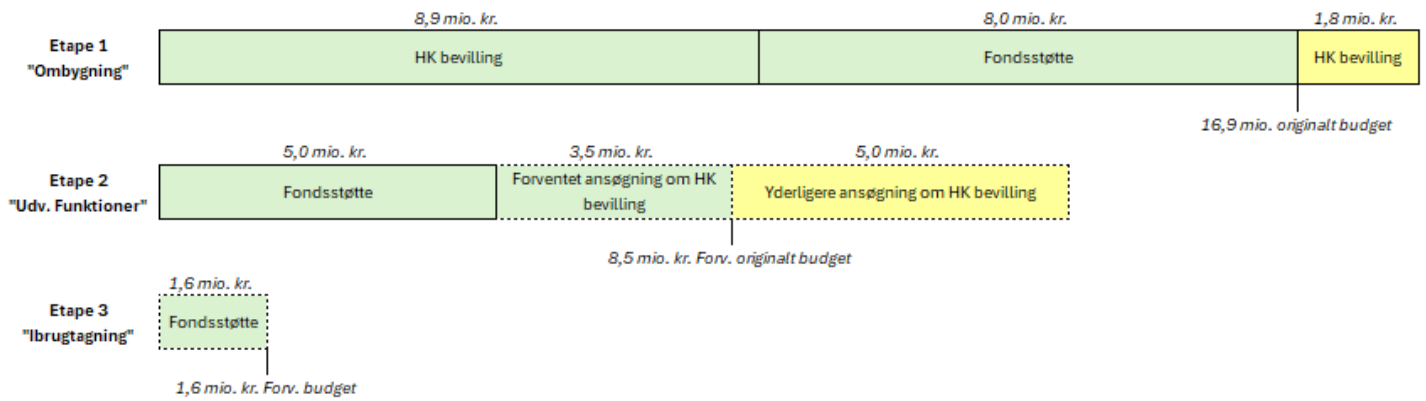 8,9 mio. kr.
8,0 mio. kr.
1,8 mio. kr.
Etape 1
"Ombygning"
HK bevilling
Fondsstøtte
HK bevilling
16,9 mio. originalt budget
5,0 mio. kr.
3,5 mio. kr.
5,0 mio. kr.
Etape 2
"Udv. Funktioner"
Fondsstøtte
Forventet ansøgning om HK
bevilling
Yderligere ansøgning om HK bevilling
8,5 mio. kr. Forv. originalt budget
1,6 mio. kr.
Etape 3
"Ibrugtagning"
Fondsstøtte
1,6 mio. kr. Forv. budget